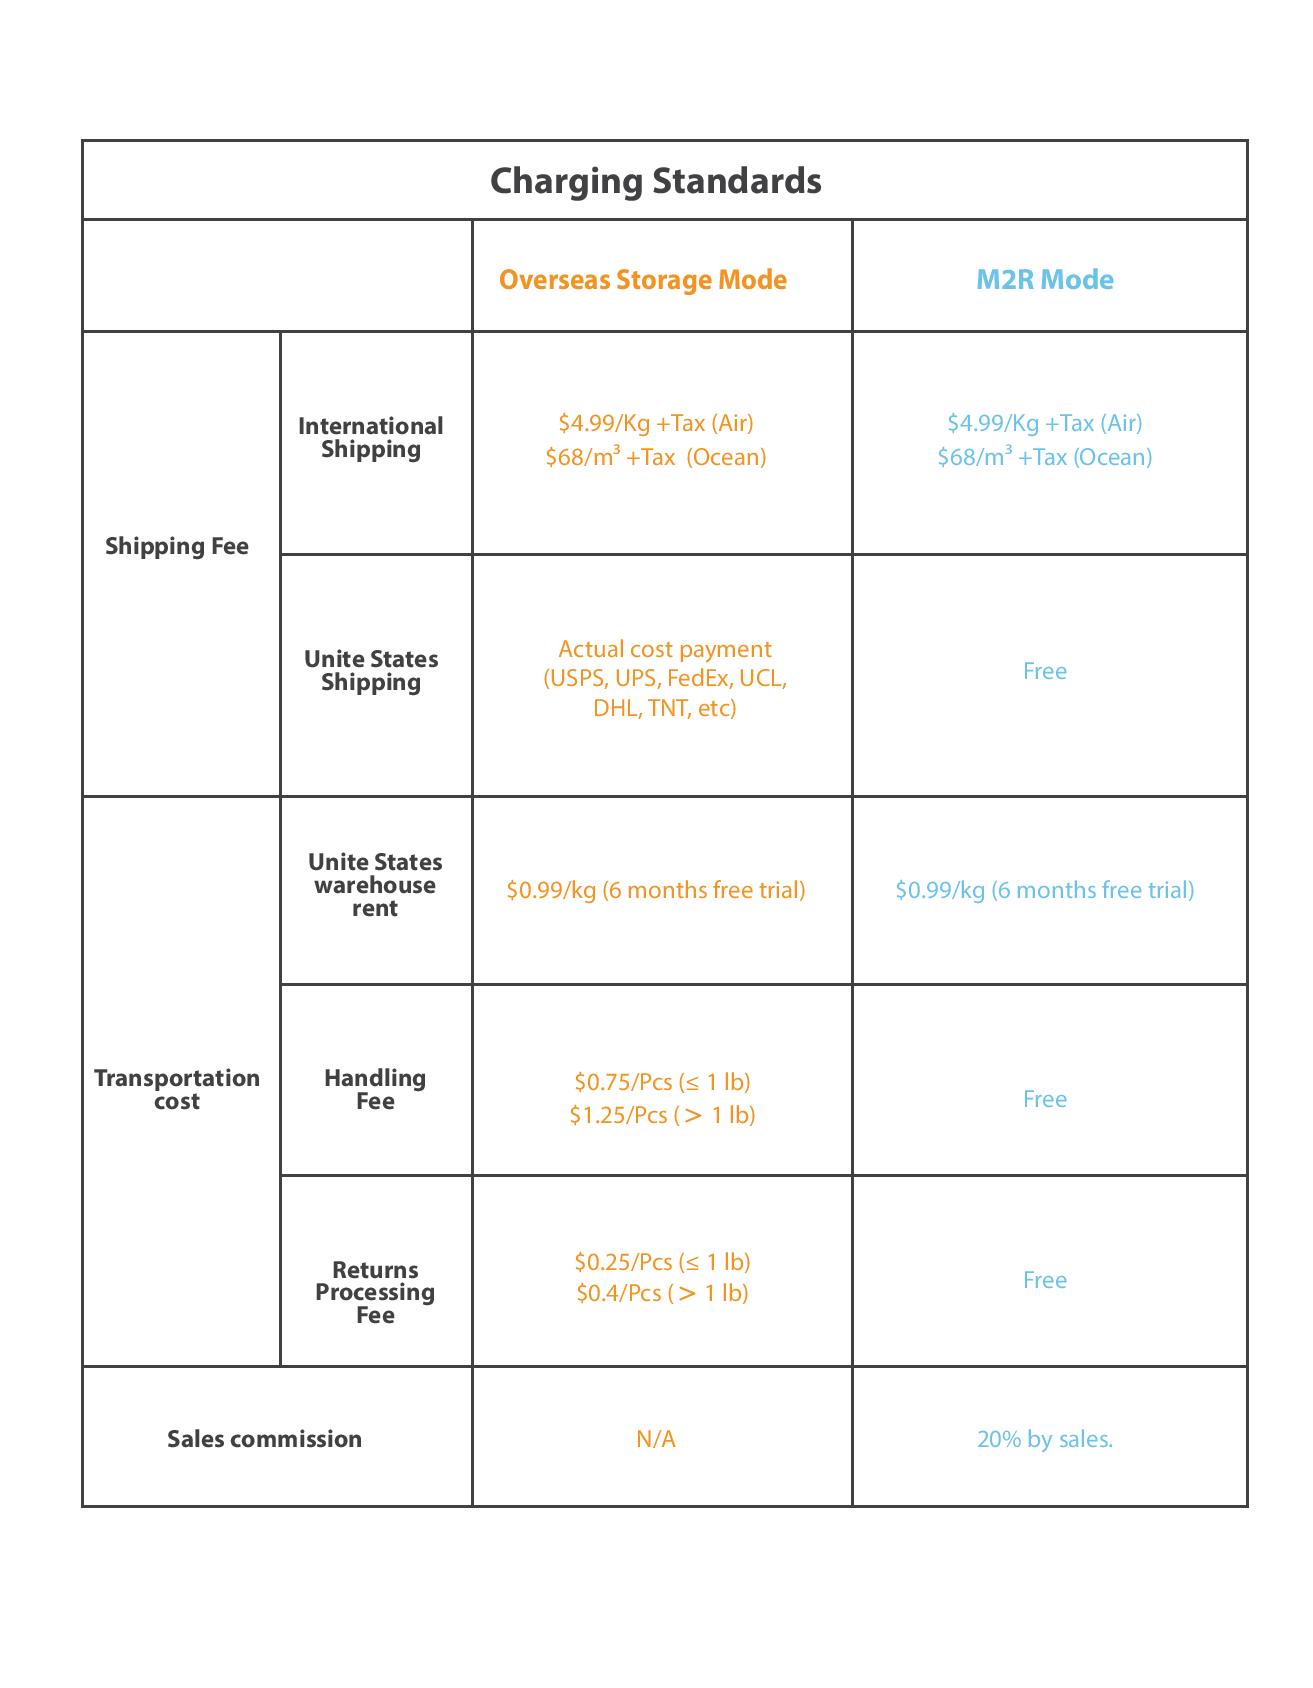 Charging Standards
Overseas Storage Mode
M2R Mode
Shipping Fee
International
Shipping
$4.99/Kg +Tax (Air)
$68/m³ +Tax (Ocean)
$4.99/Kg +Tax (Air)
$68/m³ +Tax (Ocean)
Unite States
Shipping
Actual cost payment
(USPS, UPS, FedEx, UCL,
DHL, TNT, etc)
Free
Transportation
cost
Unite States
warehouse
rent
$0.99/kg (6 months free trial)
$0.99/kg (6 months free trial)
Handling
Fee
$0.75/Pcs (≤ 1 lb)
$1.25/Pcs ( > 1 lb)
Free
Returns
Processing
Fee
$0.25/Pcs (≤ 1 lb)
$0.4/Pcs ( > 1 lb)
Free
Sales commission
N/A
20% by sales.